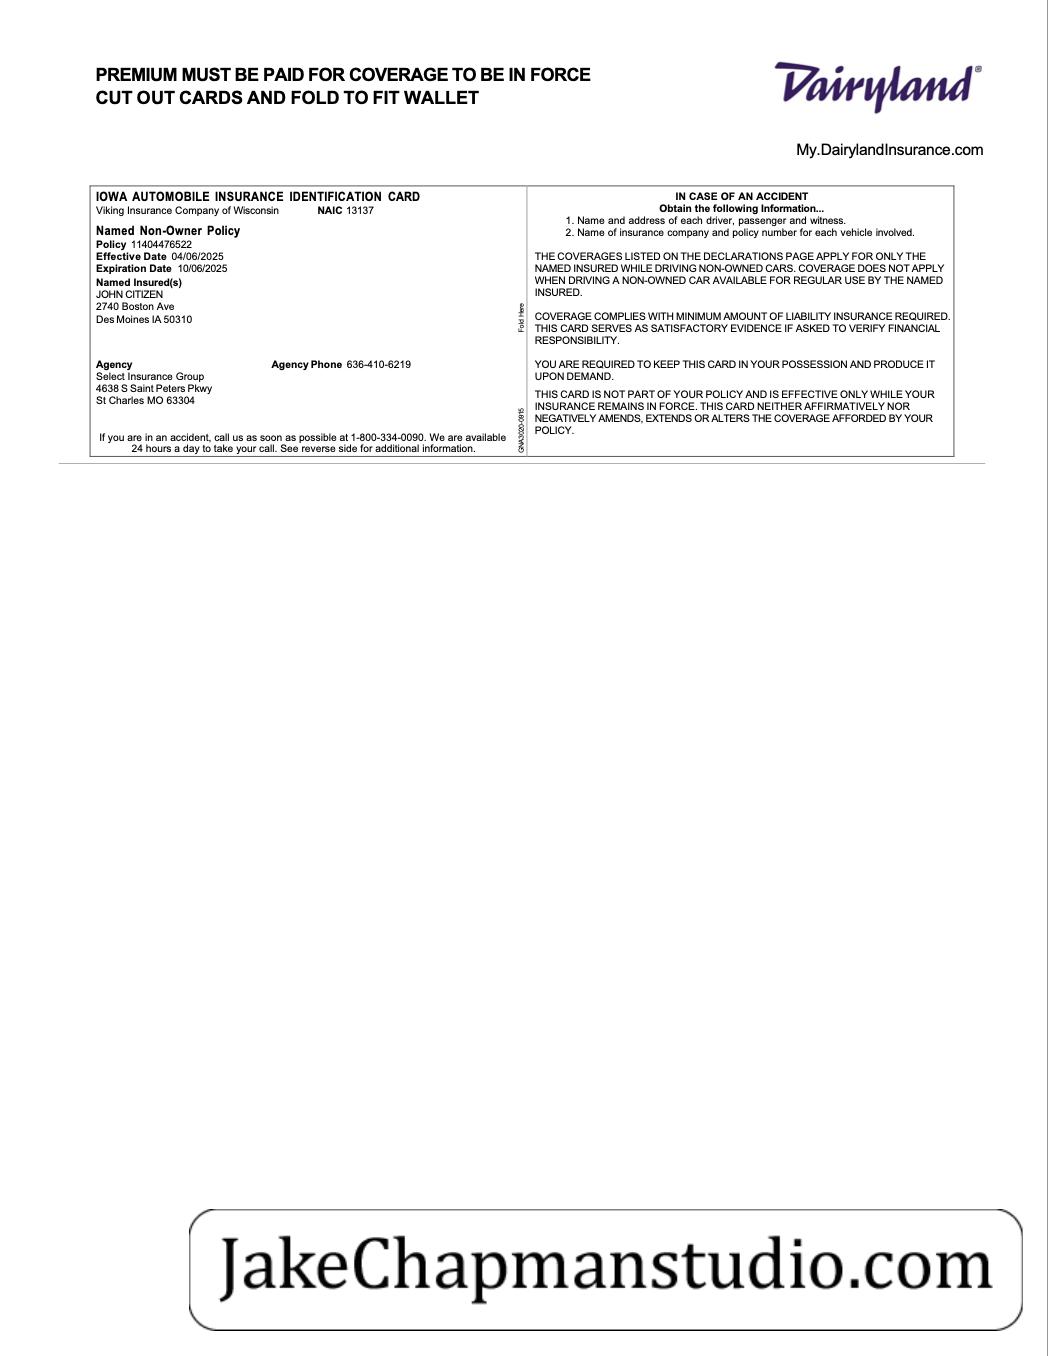 PREMIUM MUST BE PAID FOR COVERAGE TO BE IN FORCE
CUT OUT CARDS AND FOLD TO FIT WALLET
Dairyland®
My.DairylandInsurance.com
IOWA AUTOMOBILE INSURANCE IDENTIFICATION CARD
Viking Insurance Company of Wisconsin NAIC 13137
Named Non-Owner Policy
Policy 11404476522
Effective Date 04/06/2025
Expiration Date 10/06/2025
Named Insured(s)
JOHN CITIZEN
2740 Boston Ave
Des Moines IA 50310
Agency Agency Phone 636-410-6219
Select Insurance Group
4638 S Saint Peters Pkwy
St Charles MO 63304
If you are in an accident, call us as soon as possible at 1-800-334-0090. We are available
24 hours a day to take your call. See reverse side for additional information.
Fold Here
GNA3020-0915
IN CASE OF AN ACCIDENT
Obtain the following Information...
1. Name and address of each driver, passenger and witness.
2. Name of insurance company and policy number for each vehicle involved.
THE COVERAGES LISTED ON THE DECLARATIONS PAGE APPLY FOR ONLY THE
NAMED INSURED WHILE DRIVING NON-OWNED CARS. COVERAGE DOES NOT APPLY
WHEN DRIVING A NON-OWNED CAR AVAILABLE FOR REGULAR USE BY THE NAMED
INSURED.
COVERAGE COMPLIES WITH MINIMUM AMOUNT OF LIABILITY INSURANCE REQUIRED.
THIS CARD SERVES AS SATISFACTORY EVIDENCE IF ASKED TO VERIFY FINANCIAL
RESPONSIBILITY.
YOU ARE REQUIRED TO KEEP THIS CARD IN YOUR POSSESSION AND PRODUCE IT
UPON DEMAND.
THIS CARD IS NOT PART OF YOUR POLICY AND IS EFFECTIVE ONLY WHILE YOUR
INSURANCE REMAINS IN FORCE. THIS CARD NEITHER AFFIRMATIVELY NOR
NEGATIVELY AMENDS, EXTENDS OR ALTERS THE COVERAGE AFFORDED BY YOUR
POLICY.
JakeChapmanstudio.com